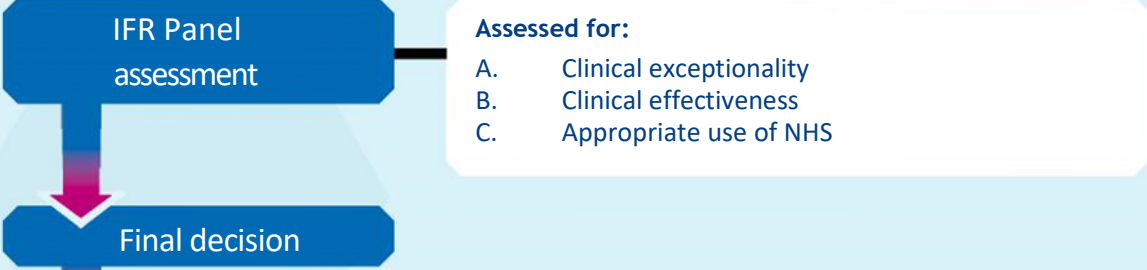 IFR Panel
assessment
Assessed for:
A. Clinical exceptionality
B. Clinical effectiveness
C. Appropriate use of NHS
Final decision